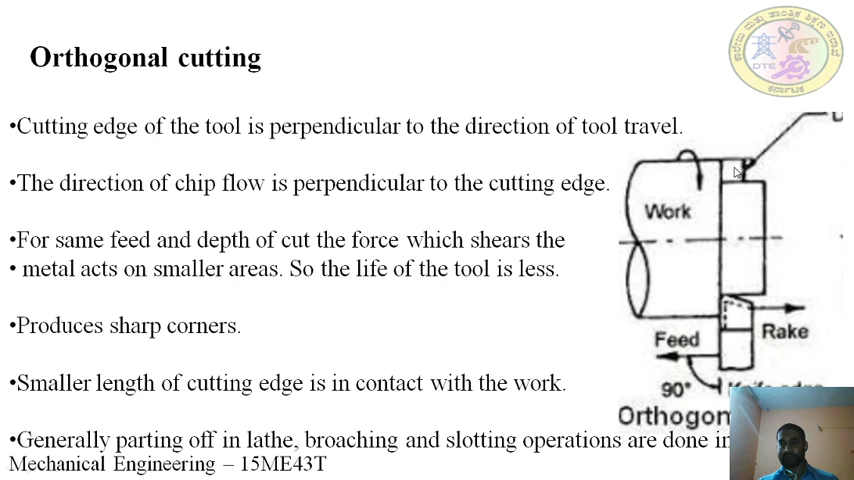 Orthogonal cutting
•Cutting edge of the tool is perpendicular to the direction of tool travel.
•The direction of chip flow is perpendicular to the cutting edge.
•For same feed and depth of cut the force which shears the
• metal acts on smaller areas. So the life of the tool is less.
•Produces sharp corners.
•Smaller length of cutting edge is in contact with the work.
•Generally parting off in lathe, broaching and slotting operations are done in
Mechanical Engineering – 15ME43T
DTE
ಕರ್ನಾಟಕ
Work
Rake
Feed
90°
Orthogon